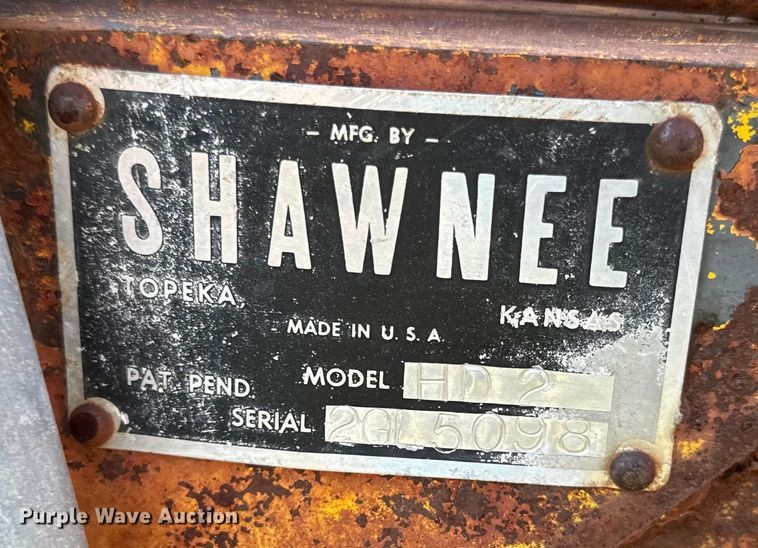 - MFG. BY -
SHAWNEE
TOPEKA
KANSAS
MADE IN U. S. A.
PAT. PEND. MODEL HD 2
SERIAL 2GL5098
Purple Wave Auction